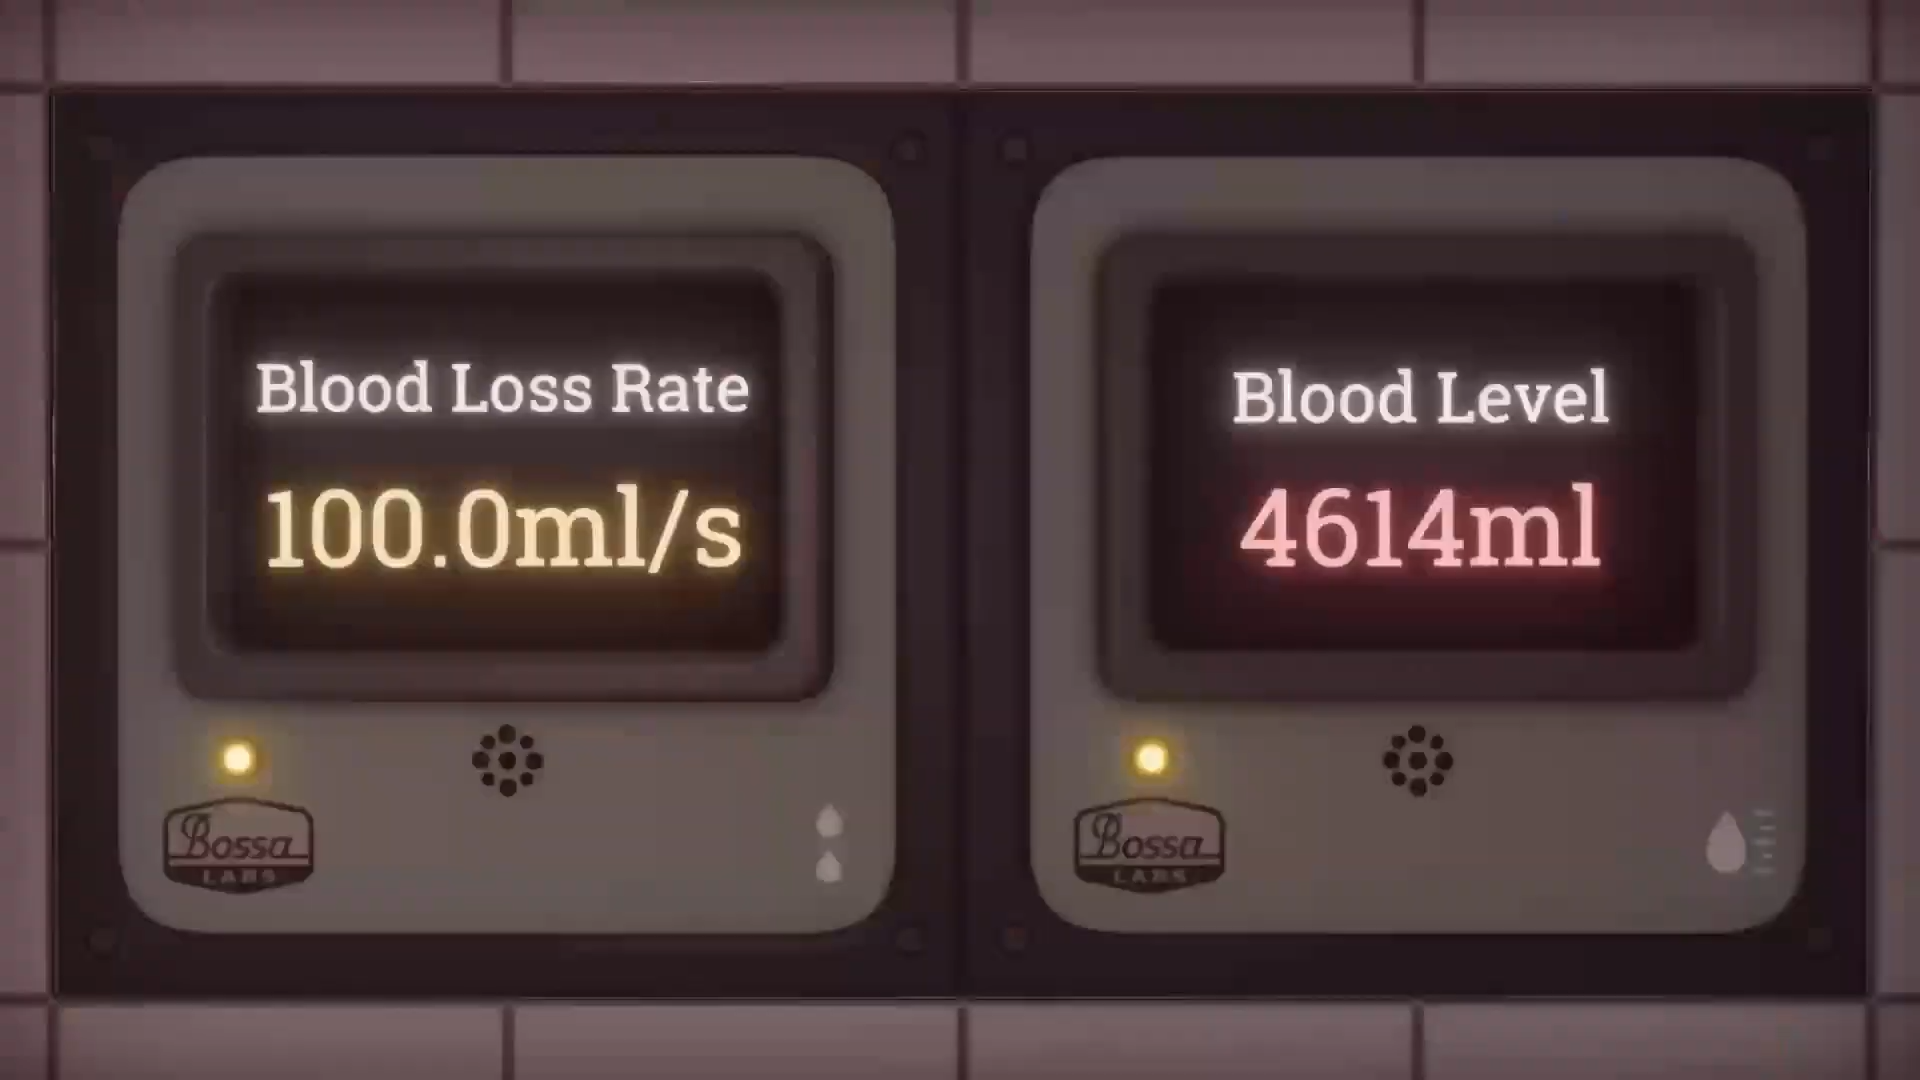 Blood Loss Rate
100.0ml/s
Bossa
LABS
Blood Level
4614ml
Bossa
LABS